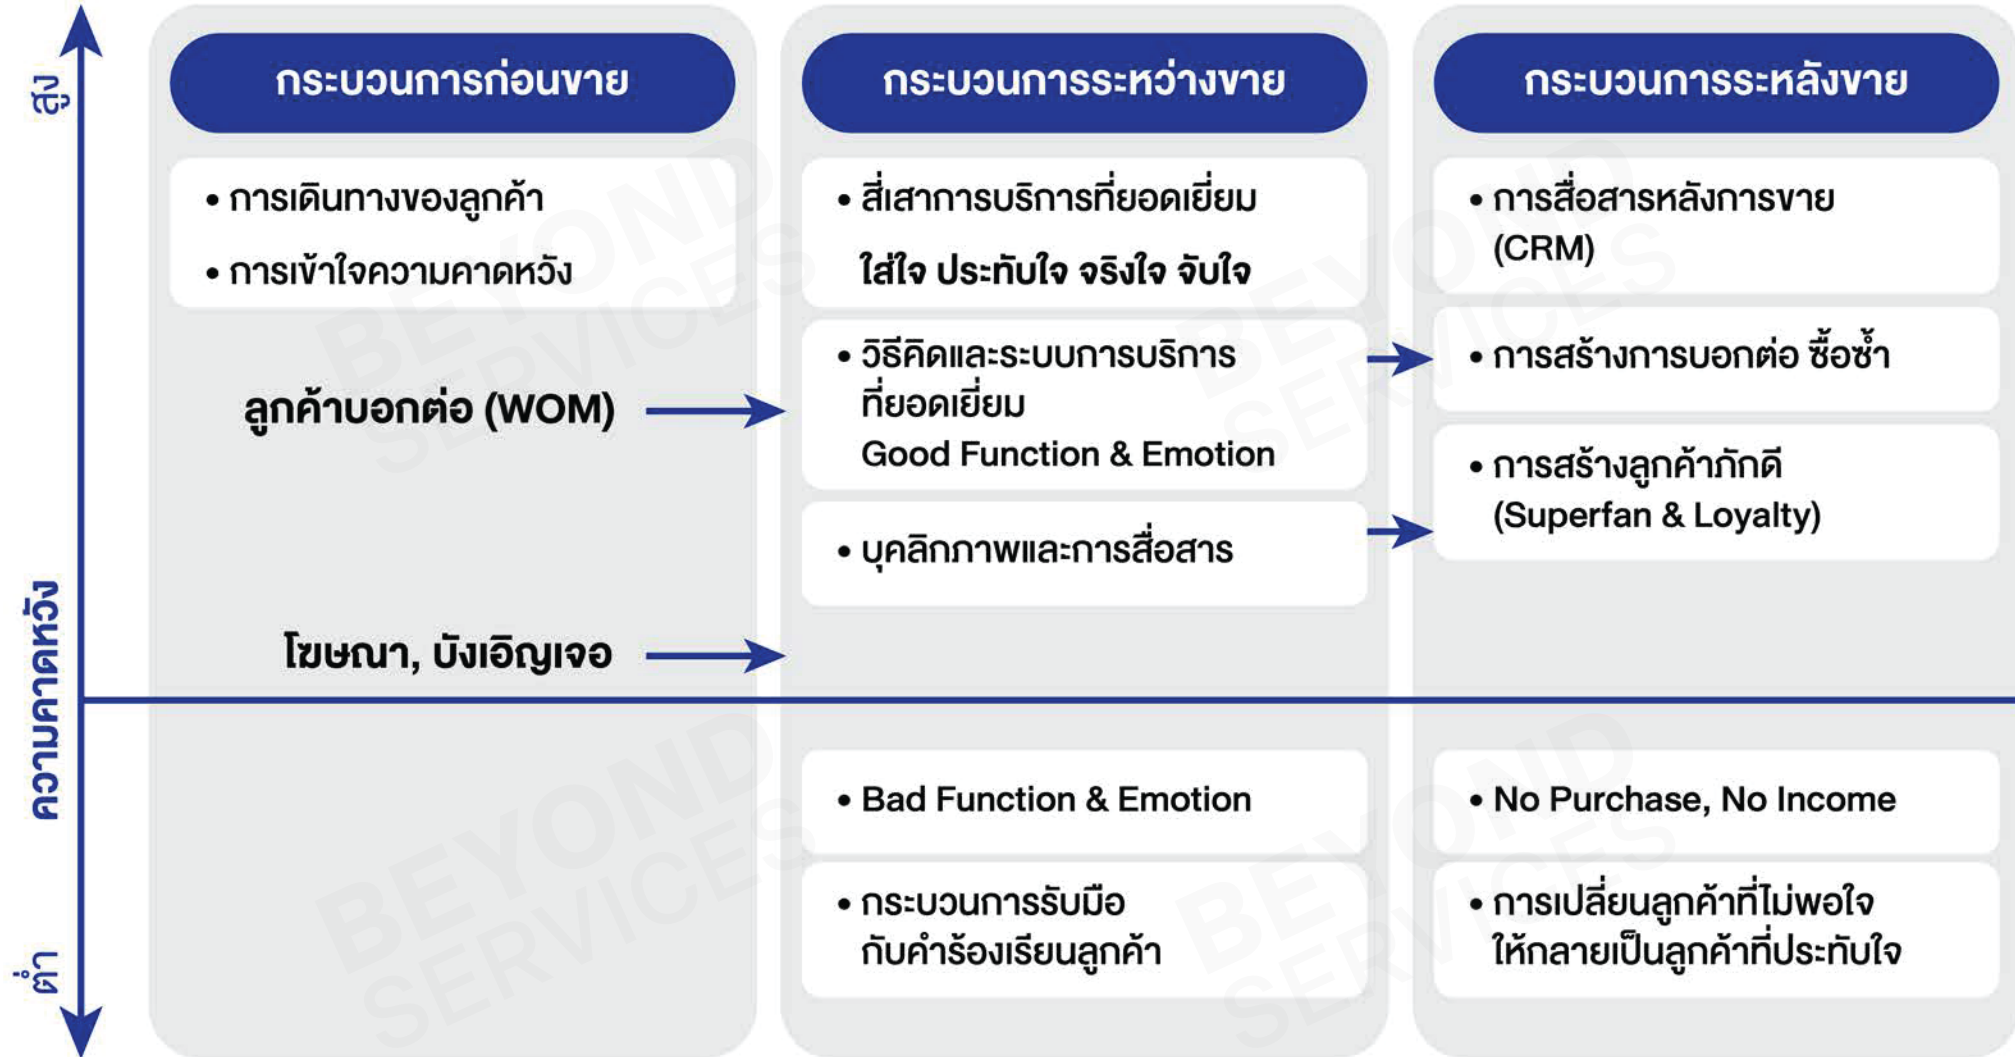 สูง
ความคาดหวัง
ต่ำ
กระบวนการก่อนขาย
• การเดินทางของลูกค้า
• การเข้าใจความคาดหวัง
ลูกค้าบอกต่อ (WOM)
โฆษณา, บังเอิญเจอ
กระบวนการระหว่างขาย
• สี่เสาการบริการที่ยอดเยี่ยม
ใส่ใจ ประทับใจ จริงใจ จับใจ
• วิธีคิดและระบบการบริการ
ที่ยอดเยี่ยม
Good Function & Emotion
• บุคลิกภาพและการสื่อสาร
• Bad Function & Emotion
• กระบวนการรับมือ
กับคำร้องเรียนลูกค้า
กระบวนการระหลังขาย
• การสื่อสารหลังการขาย
(CRM)
• การสร้างการบอกต่อ ซื้อซ้ำ
• การสร้างลูกค้าภักดี
(Superfan & Loyalty)
• No Purchase, No Income
• การเปลี่ยนลูกค้าที่ไม่พอใจ
ให้กลายเป็นลูกค้าที่ประทับใจ
BEYOND
SERVICES
BEYOND
SERVICES
BEYOND
SERVICES
BEYOND
SERVICES